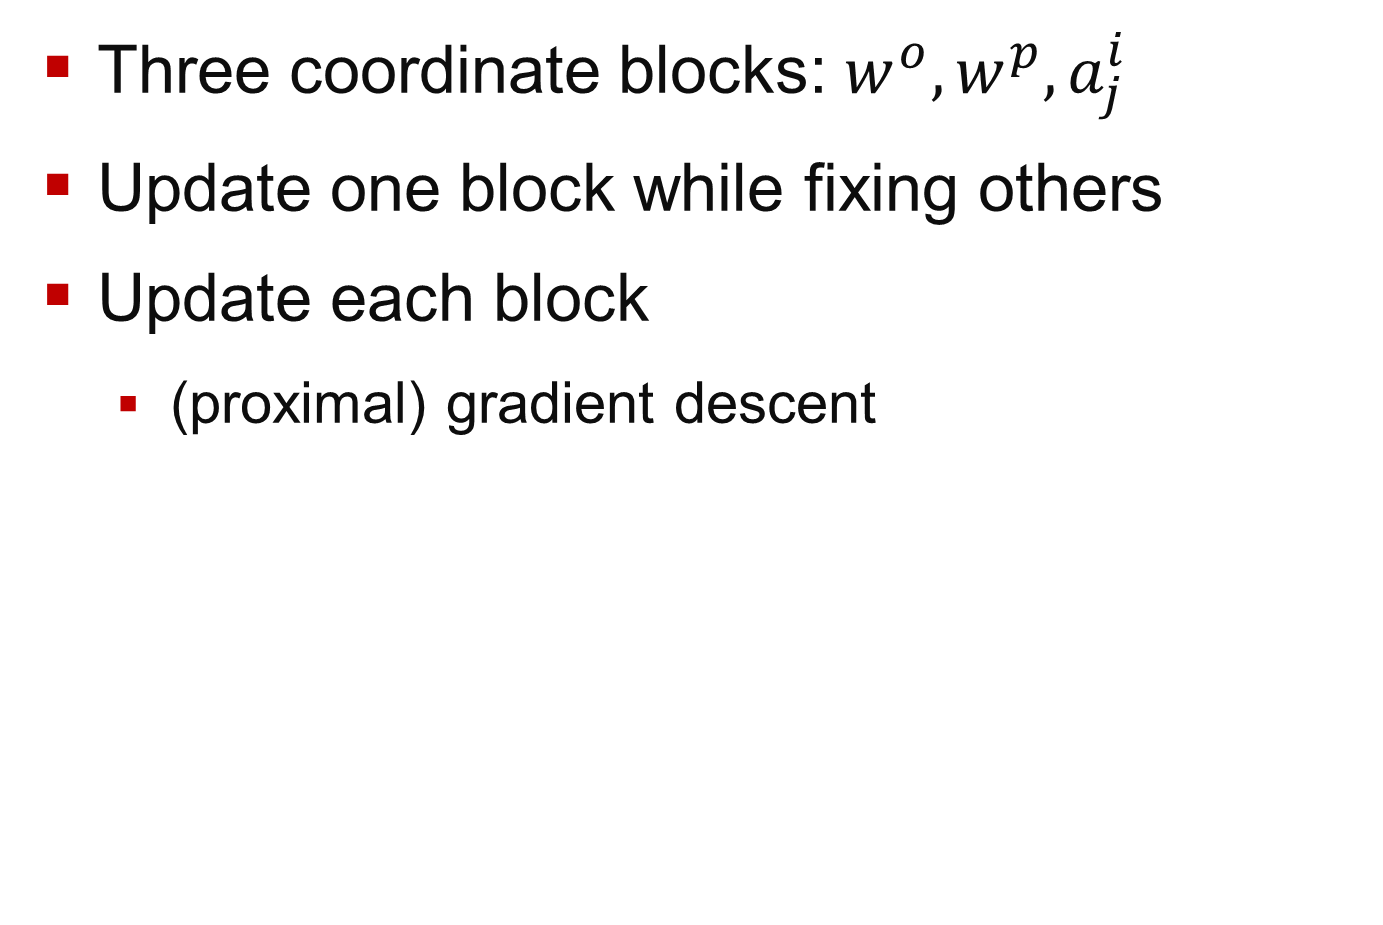 ▪ Three coordinate blocks: $w^o, w^p, a_j^i$
▪ Update one block while fixing others
▪ Update each block
▪ (proximal) gradient descent